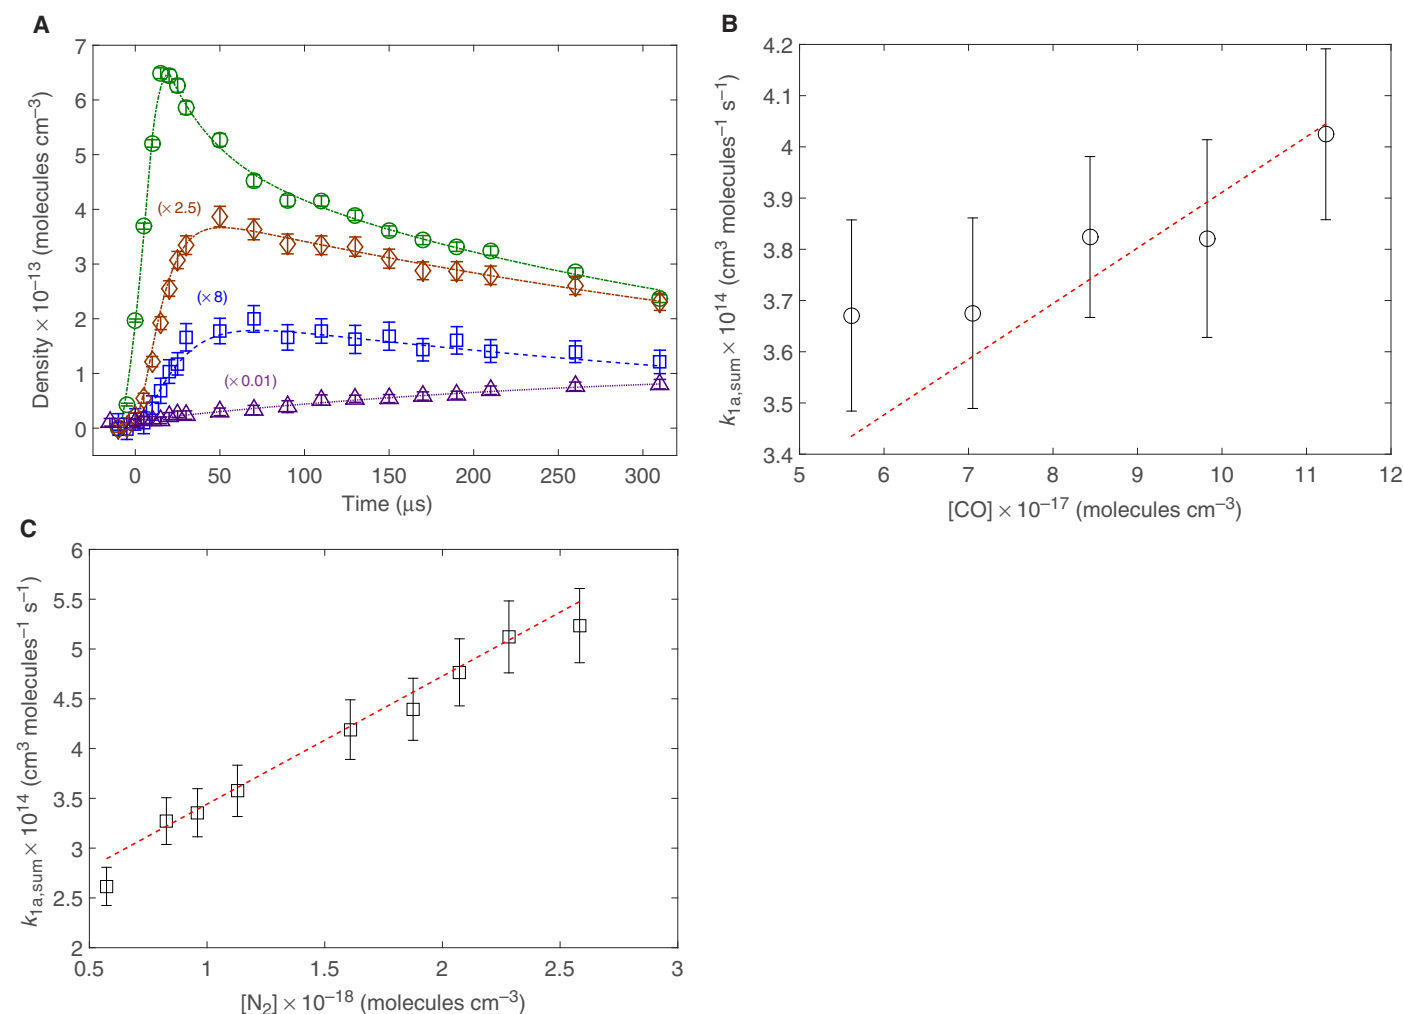 A
Density × 10⁻¹³ (molecules cm⁻³)
7
6
5
4
3
2
1
0
(× 2.5)
(× 8)
(× 0.01)
0 50 100 150 200 250 300
Time (μs)
B
k1a,sum × 10¹⁴ (cm³ molecules⁻¹ s⁻¹)
4.2
4.1
4
3.9
3.8
3.7
3.6
3.5
3.4
5 6 7 8 9 10 11 12
[CO] × 10⁻¹⁷ (molecules cm⁻³)
C
k1a,sum × 10¹⁴ (cm³ molecules⁻¹ s⁻¹)
6
5.5
5
4.5
4
3.5
3
2.5
2
0.5 1 1.5 2 2.5 3
[N₂] × 10⁻¹⁸ (molecules cm⁻³)